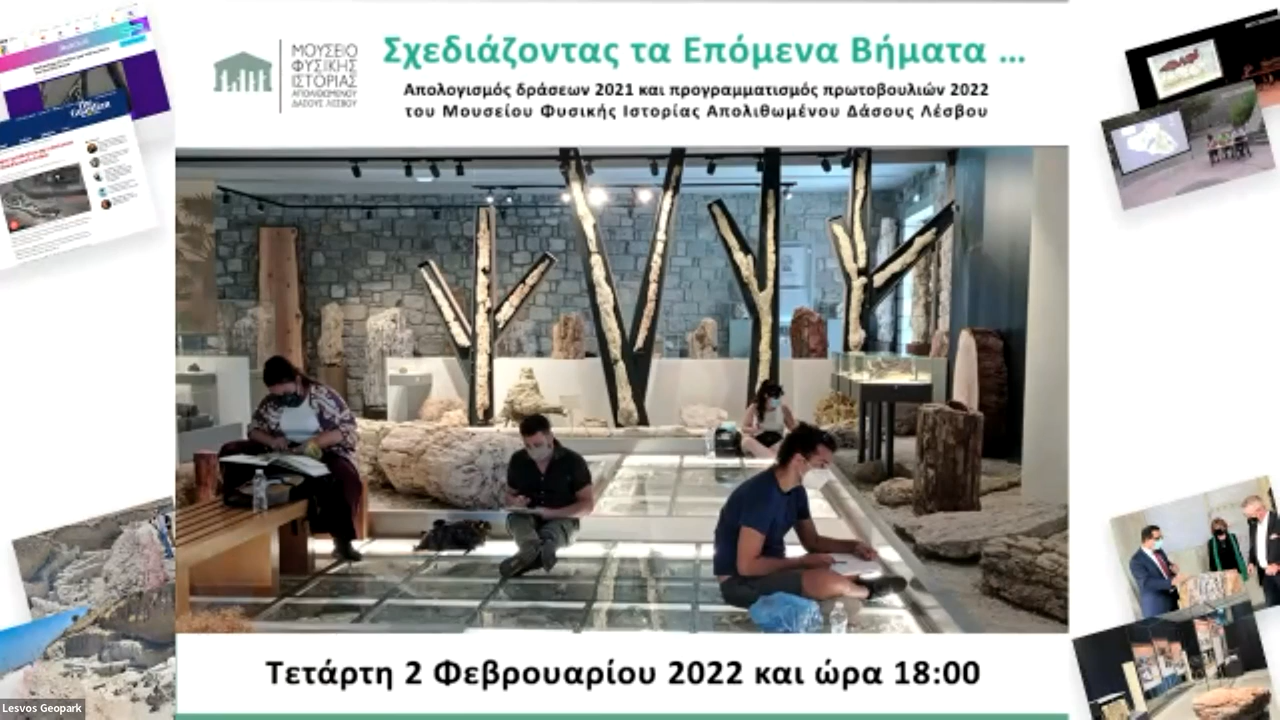 ΜΟΥΣΕΙΟ
ΦΥΣΙΚΗΣ
ΙΣΤΟΡΙΑΣ
ΑΠΟΛΙΘΩΜΕΝΟΥ
ΔΑΣΟΥΣ ΛΕΣΒΟΥ
Σχεδιάζοντας τα Επόμενα Βήματα ...
Απολογισμός δράσεων 2021 και προγραμματισμός πρωτοβουλιών 2022
του Μουσείου Φυσικής Ιστορίας Απολιθωμένου Δάσους Λέσβου
Τετάρτη 2 Φεβρουαρίου 2022 και ώρα 18:00
Lesvos Geopark